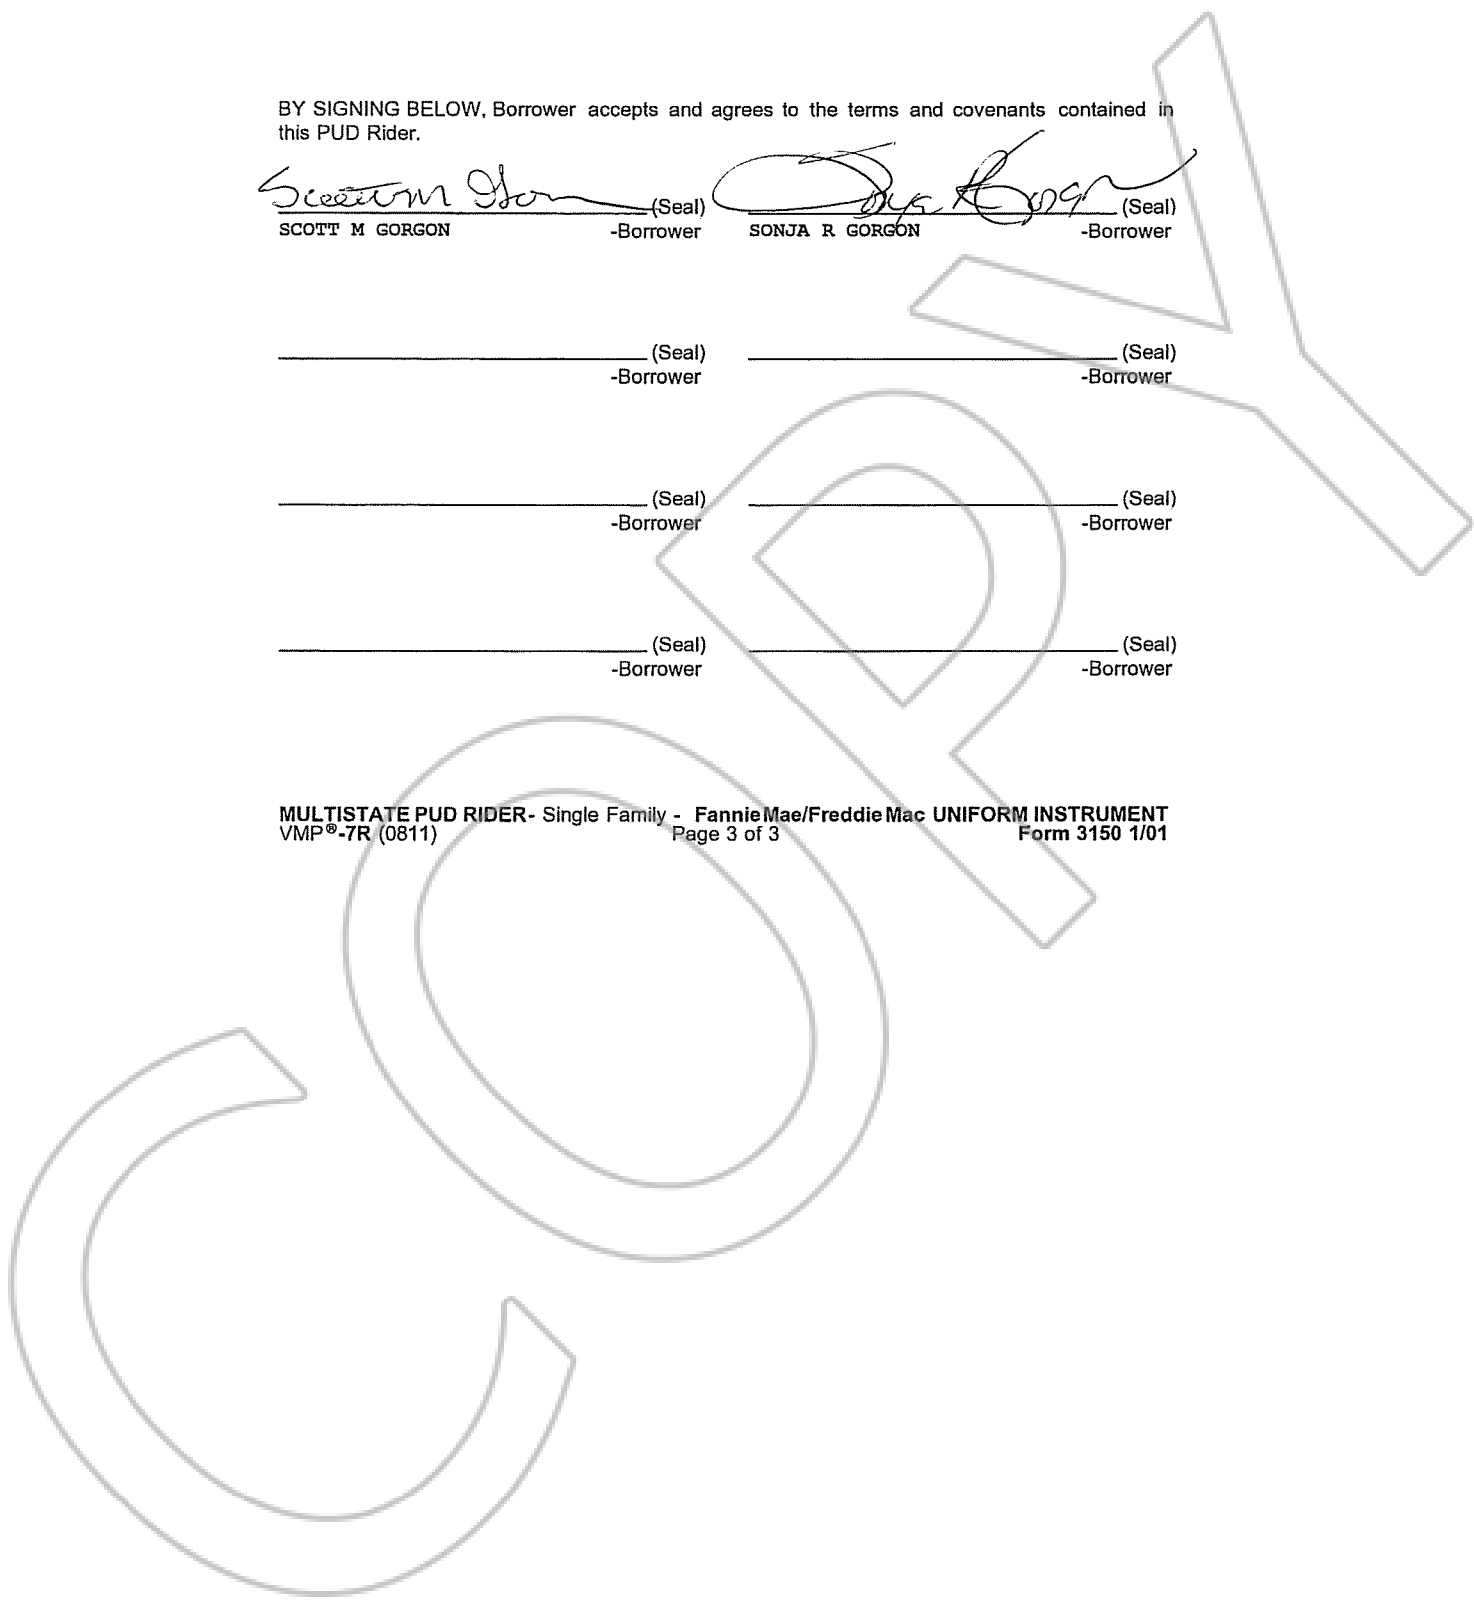 BY SIGNING BELOW, Borrower accepts and agrees to the terms and covenants contained in
this PUD Rider.
(Seal) (Seal)
SCOTT M GORGON -Borrower SONJA R GORGON -Borrower
(Seal) (Seal)
-Borrower -Borrower
(Seal) (Seal)
-Borrower -Borrower
(Seal) (Seal)
-Borrower -Borrower
MULTISTATE PUD RIDER- Single Family - Fannie Mae/Freddie Mac UNIFORM INSTRUMENT
VMP®-7R (0811) Page 3 of 3 Form 3150 1/01
COPY